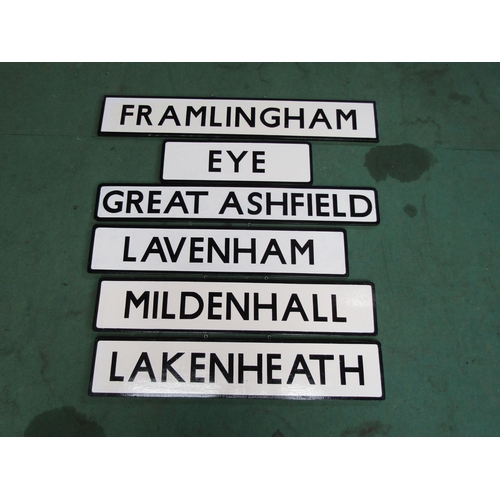 FRAMLINGHAM
EYE
GREAT ASHFIELD
LAVENHAM
MILDENHALL
LAKENHEATH